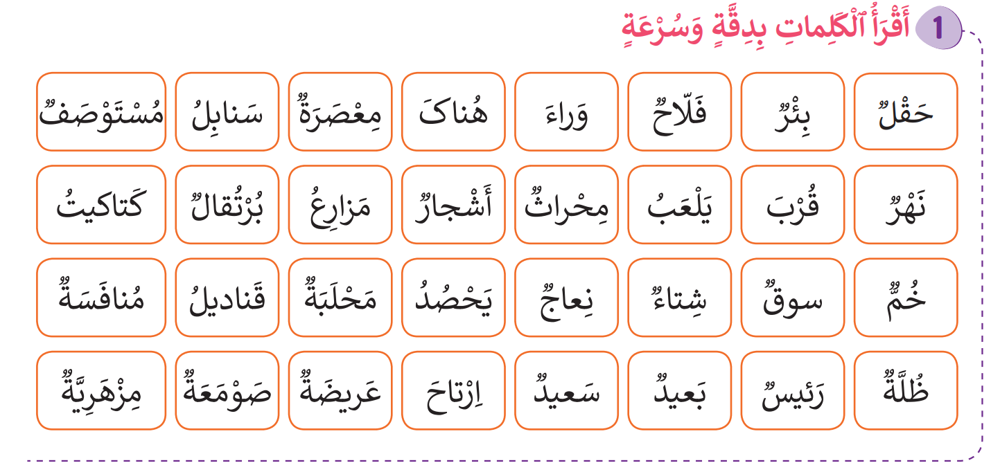 1 أَقْرَأُ ٱلْكَلِماتِ بِدِقَّةٍ وَسُرْعَةٍ
حَقْلٌ بِئْرٌ فَلّاحٌ وَراءَ هُناكَ مِعْصَرَةٌ سَنابِلُ مُسْتَوْصَفٌ
نَهْرٌ قُرْبَ يَلْعَبُ مِحْراثٌ أَشْجارٌ مَزارِعُ بُرْتُقالٌ كَتاكيتُ
خُمٌّ سوقٌ شِتاءٌ نِعاجٌ يَحْصُدُ مَحْلَبَةٌ قَناديلُ مُنافَسَةٌ
ظُلَّةٌ رَئيسٌ بَعيدٌ سَعيدٌ اِرْتاحَ عَريضَةٌ صَوْمَعَةٌ مِزْهَرِيَّةٌ